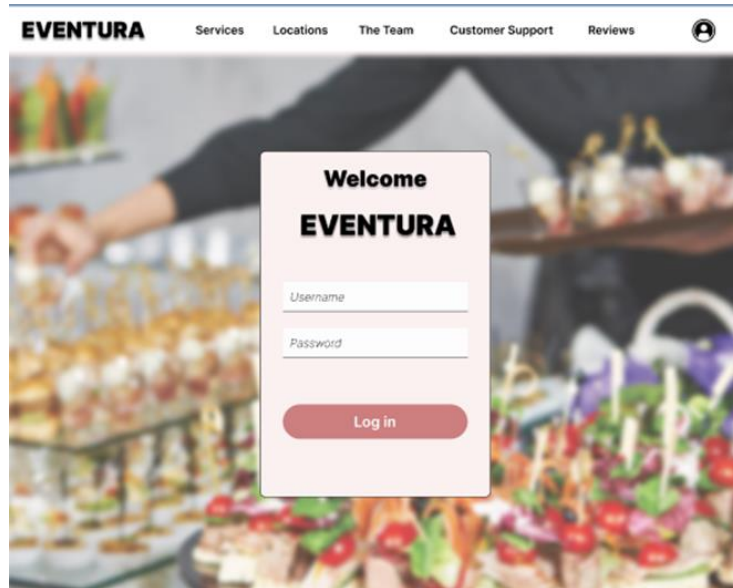 EVENTURA Services Locations The Team Customer Support Reviews
Welcome
EVENTURA
Username
Password
Log in